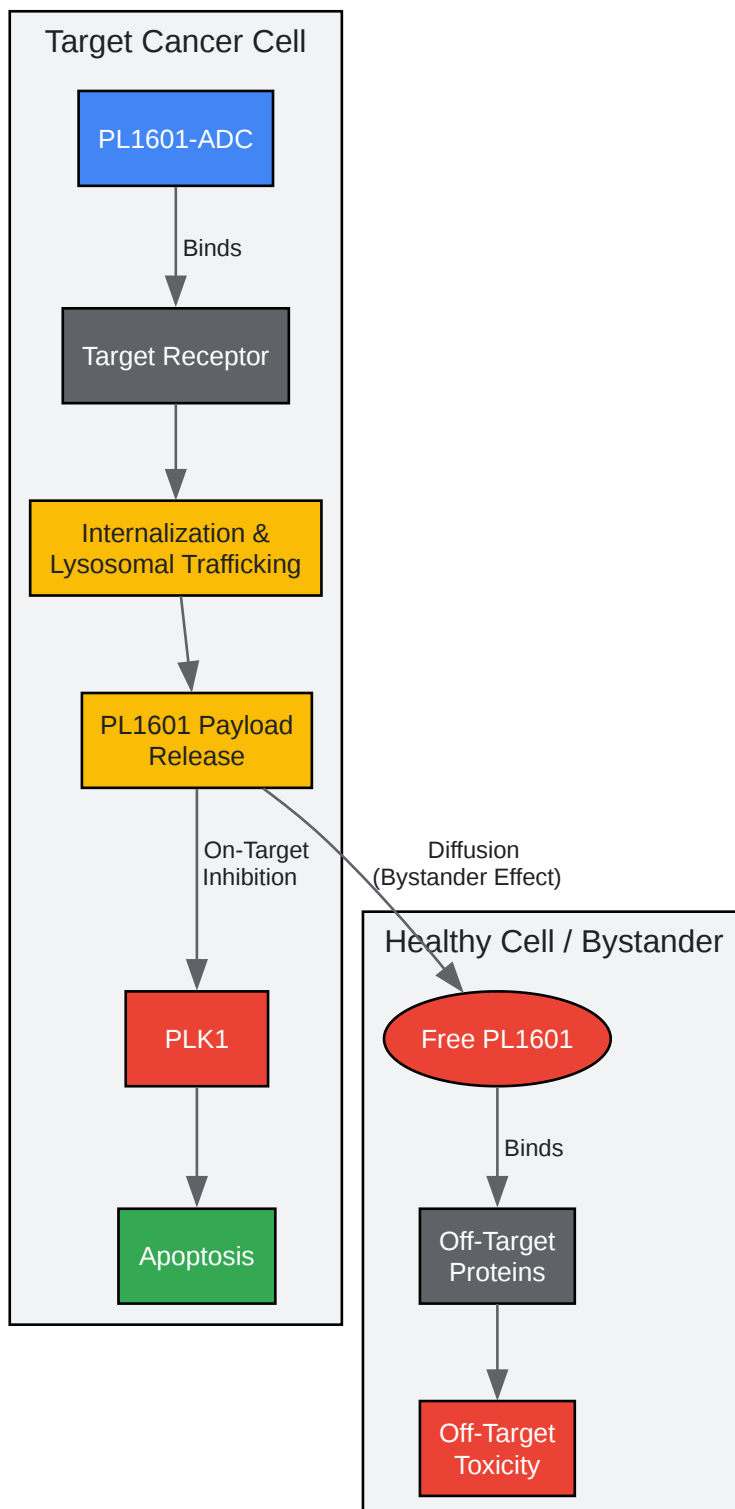 Target Cancer Cell
PL1601-ADC
Binds
Target Receptor
Internalization &
Lysosomal Trafficking
PL1601 Payload
Release
On-Target
Inhibition
Diffusion
(Bystander Effect)
Healthy Cell / Bystander
PLK1
Free PL1601
Binds
Apoptosis
Off-Target
Proteins
Off-Target
Toxicity